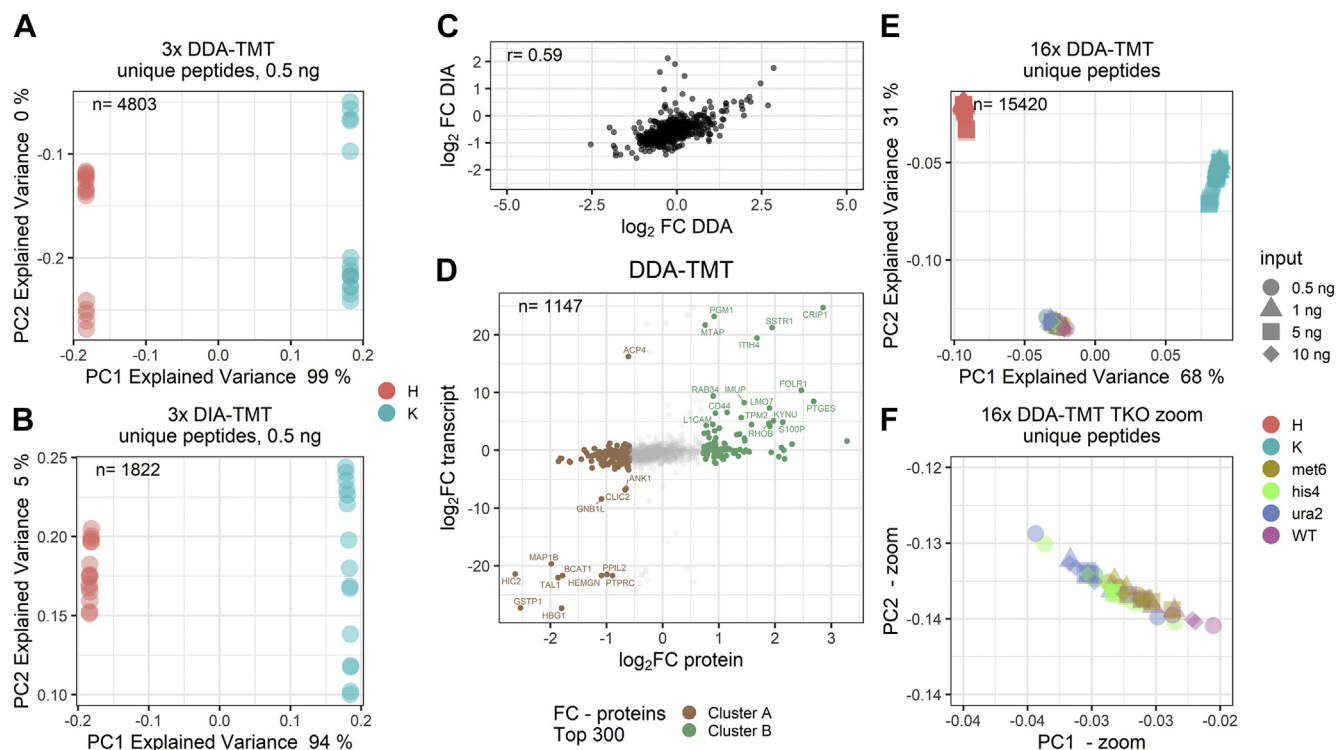 A
3x DDA-TMT
unique peptides, 0.5 ng
n= 4803
PC2 Explained Variance 0 %
-0.1
-0.2
-0.2
-0.1
0.0
0.1
0.2
PC1 Explained Variance 99 %
H
K
B
3x DIA-TMT
unique peptides, 0.5 ng
n= 1822
PC2 Explained Variance 5 %
0.25
0.20
0.15
0.10
-0.2
-0.1
0.0
0.1
0.2
PC1 Explained Variance 94 %
C
r= 0.59
log2 FC DIA
2
1
0
-1
-2
-5.0
-2.5
0.0
2.5
5.0
log2 FC DDA
D
DDA-TMT
n= 1147
log2FC transcript
20
10
0
-10
-20
PGM1
CRIP1
MTAP
SSTR1
ITIH4
ACP4
FOLR1
RAB34
IMUP
LMO7
PTGES
CD44
TPM2
KYNU
L1CAM
RHOB
S100P
ANK1
CLIC2
GNB1L
MAP1B
BCAT1
PPIL2
HIC2
TAL1
HEMGN
PTPRC
GSTP1
HBG1
-2
-1
0
1
2
3
log2FC protein
FC - proteins
Top 300
Cluster A
Cluster B
E
16x DDA-TMT
unique peptides
n= 15420
PC2 Explained Variance 31 %
-0.05
-0.10
-0.10
-0.05
0.00
0.05
PC1 Explained Variance 68 %
input
0.5 ng
1 ng
5 ng
10 ng
F
16x DDA-TMT TKO zoom
unique peptides
PC2 - zoom
-0.12
-0.13
-0.14
-0.14
-0.04
-0.04
-0.03
-0.03
-0.02
PC1 - zoom
H
K
met6
his4
ura2
WT